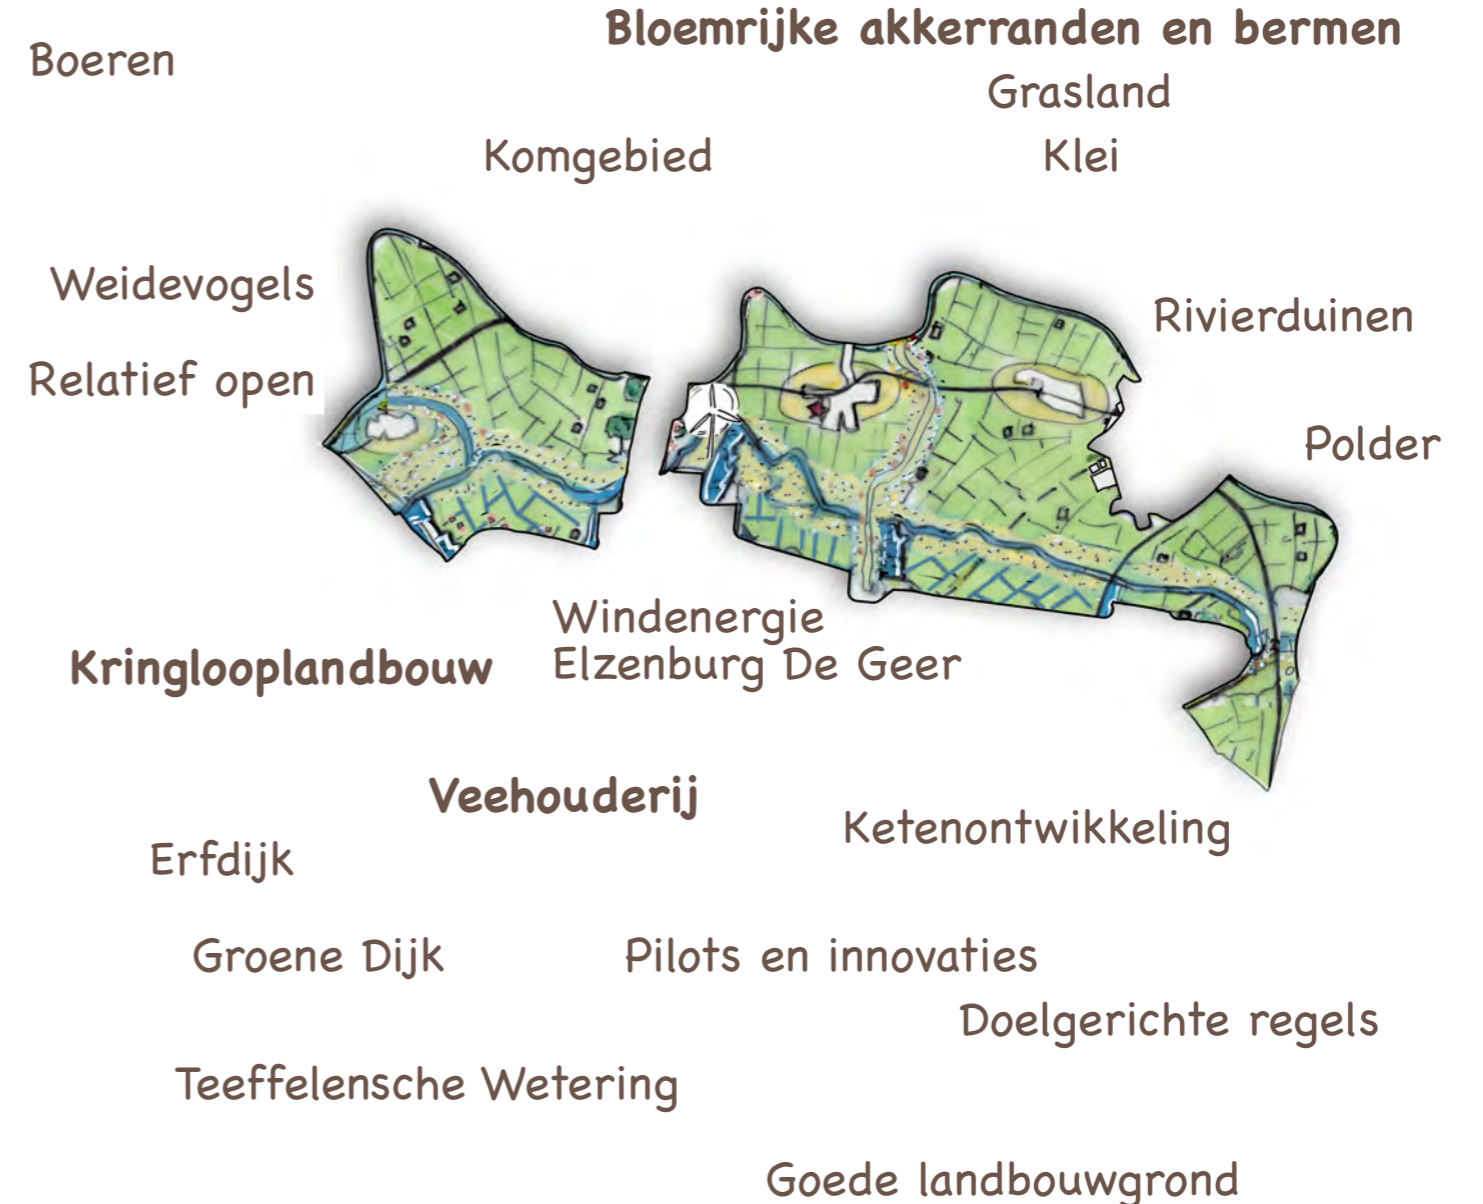 Bloemrijke akkerranden en bermen
Boeren
Grasland
Komgebied
Klei
Weidevogels
Rivierduinen
Relatief open
Polder
Windenergie
Elzenburg De Geer
Kringlooplandbouw
Veehouderij
Ketenontwikkeling
Erfdijk
Groene Dijk
Pilots en innovaties
Doelgerichte regels
Teeffelensche Wetering
Goede landbouwgrond